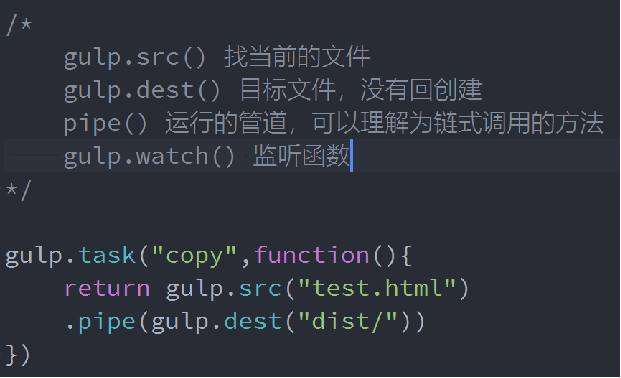 /*
gulp.src() 找当前的文件
gulp.dest() 目标文件，没有回创建
pipe() 运行的管道，可以理解为链式调用的方法
gulp.watch() 监听函数
*/
gulp.task("copy",function(){
return gulp.src("test.html")
.pipe(gulp.dest("dist/"))
})